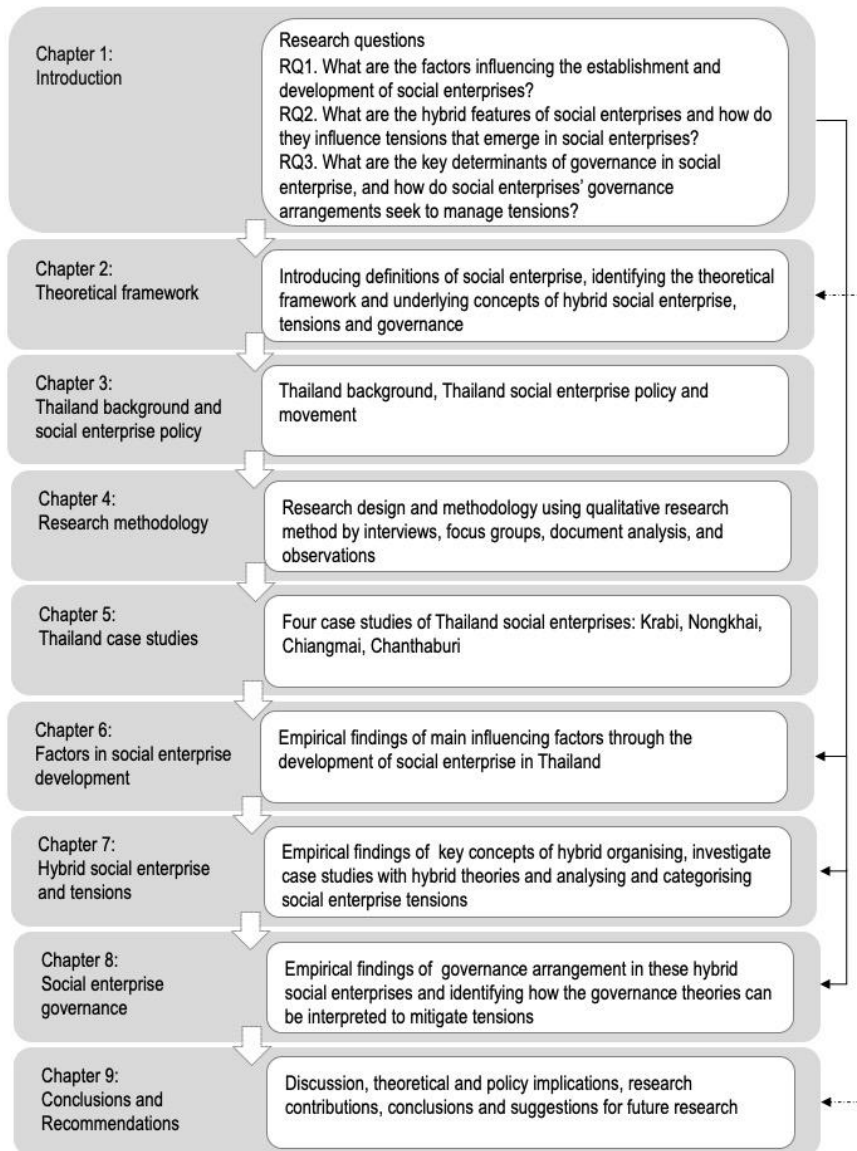 Chapter 1:
Introduction
Research questions
RQ1. What are the factors influencing the establishment and
development of social enterprises?
RQ2. What are the hybrid features of social enterprises and how do
they influence tensions that emerge in social enterprises?
RQ3. What are the key determinants of governance in social
enterprise, and how do social enterprises' governance
arrangements seek to manage tensions?
Chapter 2:
Theoretical framework
Introducing definitions of social enterprise, identifying the theoretical
framework and underlying concepts of hybrid social enterprise,
tensions and governance
Chapter 3:
Thailand background and
social enterprise policy
Thailand background, Thailand social enterprise policy and
movement
Chapter 4:
Research methodology
Research design and methodology using qualitative research
method by interviews, focus groups, document analysis, and
observations
Chapter 5:
Thailand case studies
Four case studies of Thailand social enterprises: Krabi, Nongkhai,
Chiangmai, Chanthaburi
Chapter 6:
Factors in social enterprise
development
Empirical findings of main influencing factors through the
development of social enterprise in Thailand
Chapter 7:
Hybrid social enterprise
and tensions
Empirical findings of key concepts of hybrid organising, investigate
case studies with hybrid theories and analysing and categorising
social enterprise tensions
Chapter 8:
Social enterprise
governance
Empirical findings of governance arrangement in these hybrid
social enterprises and identifying how the governance theories can
be interpreted to mitigate tensions
Chapter 9:
Conclusions and
Recommendations
Discussion, theoretical and policy implications, research
contributions, conclusions and suggestions for future research